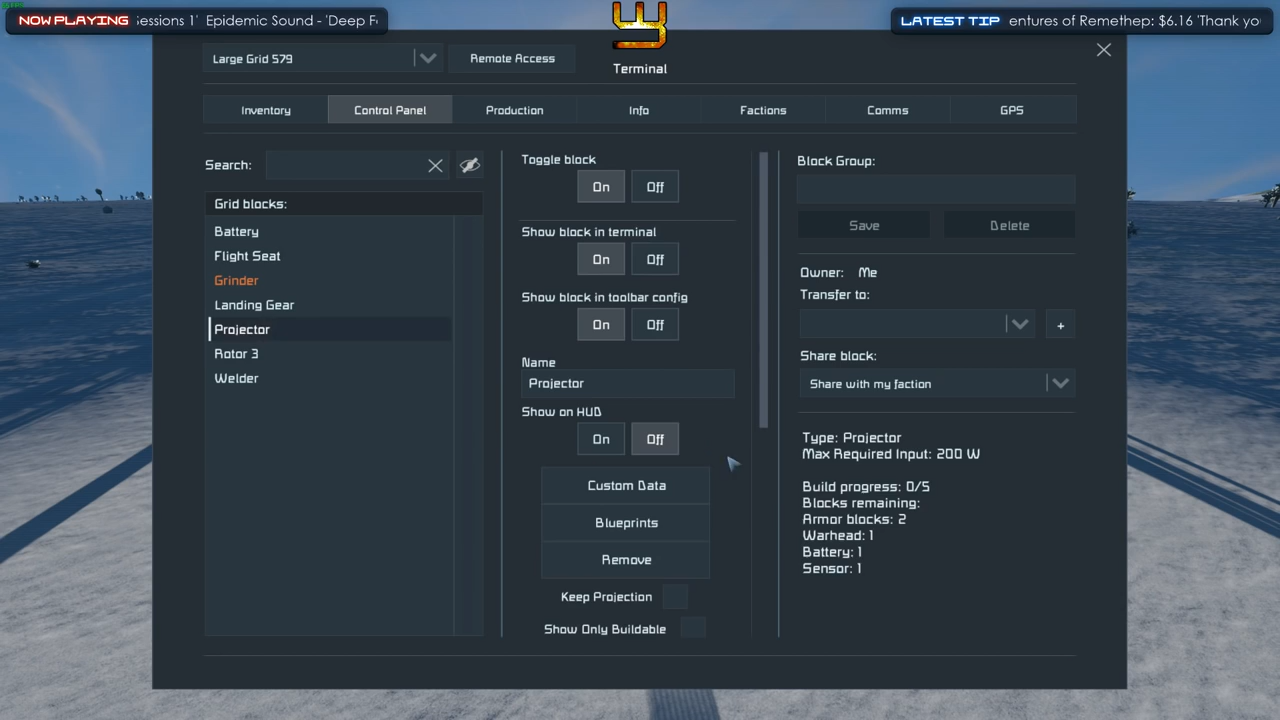 NOW PLAYING essions 1' Epidemic Sound - 'Deep F
LATEST TIP entures of Remethep: $6.16 'Thank yo
Large Grid 579
Remote Access
Terminal
Inventory
Control Panel
Production
Info
Factions
Comms
GPS
Search:
Grid blocks:
Battery
Flight Seat
Grinder
Landing Gear
Projector
Rotor 3
Welder
Toggle block
On Off
Show block in terminal
On Off
Show block in toolbar config
On Off
Name
Projector
Show on HUD
On Off
Custom Data
Blueprints
Remove
Keep Projection
Show Only Buildable
Block Group:
Save Delete
Owner: Me
Transfer to:
+
Share block:
Share with my faction
Type: Projector
Max Required Input: 200 W
Build progress: 0/5
Blocks remaining:
Armor blocks: 2
Warhead: 1
Battery: 1
Sensor: 1